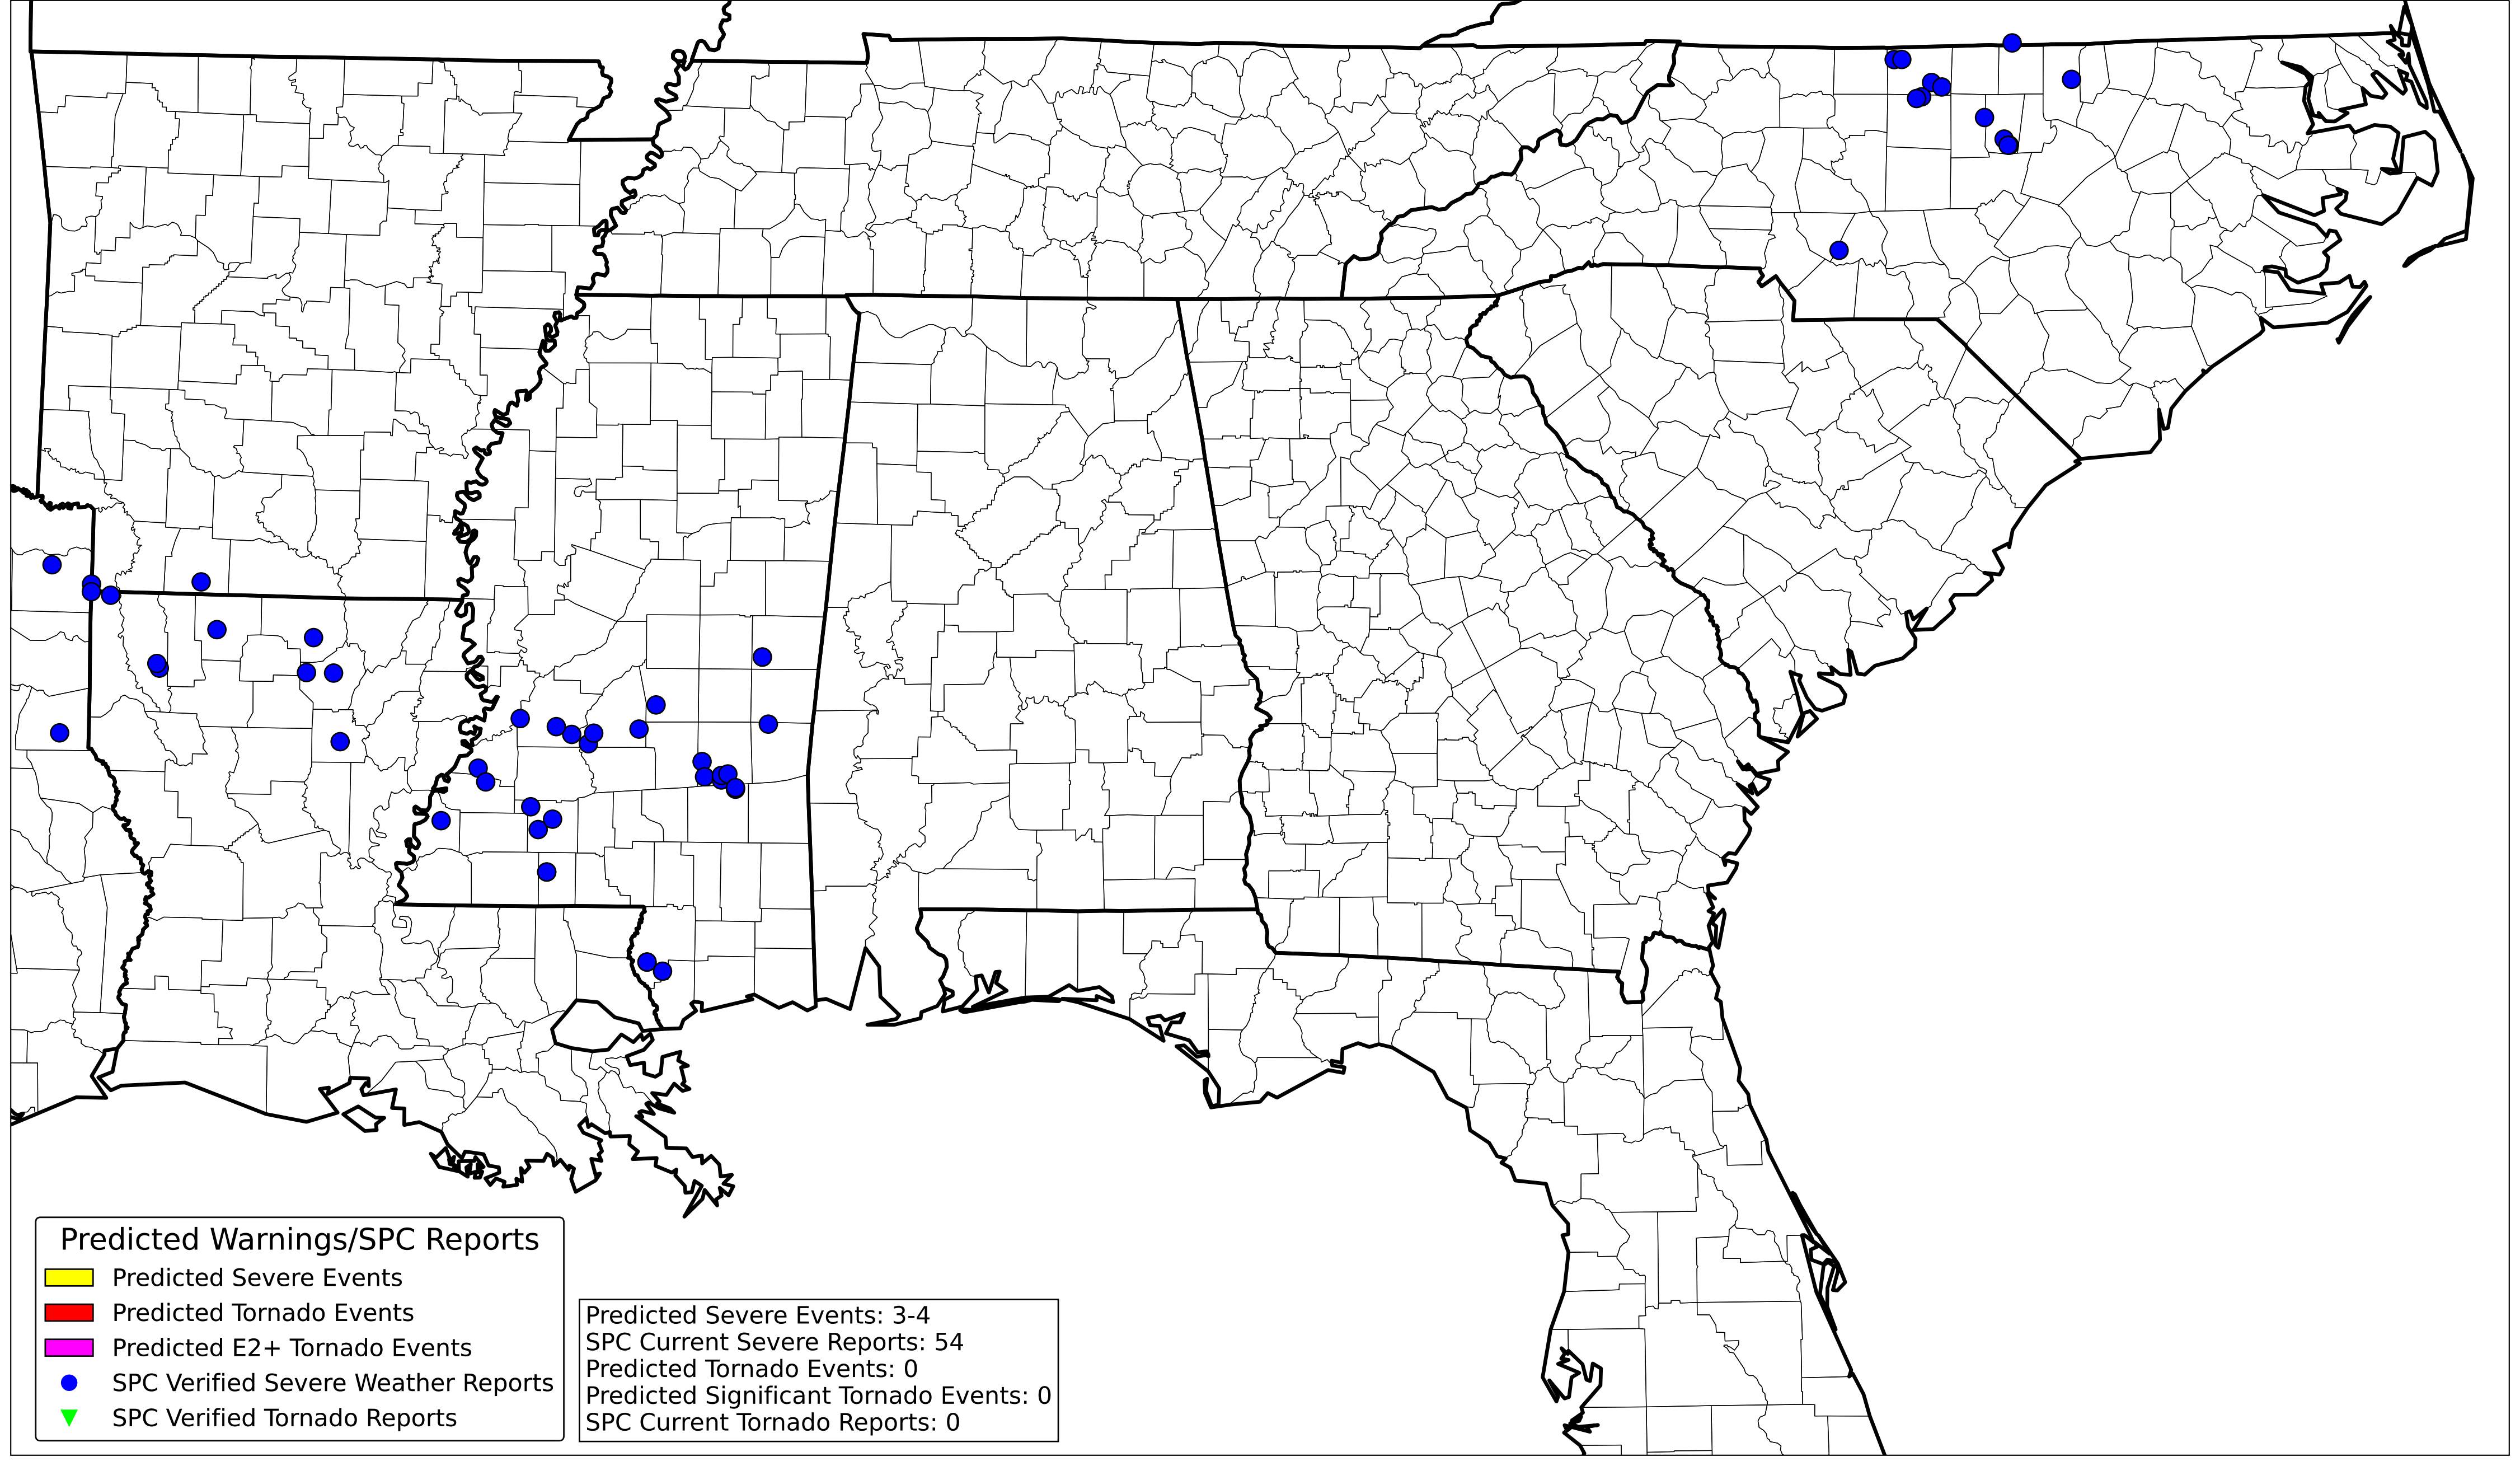 Predicted Warnings/SPC Reports
Predicted Severe Events
Predicted Tornado Events
Predicted E2+ Tornado Events
SPC Verified Severe Weather Reports
SPC Verified Tornado Reports
Predicted Severe Events: 3-4
SPC Current Severe Reports: 54
Predicted Tornado Events: 0
Predicted Significant Tornado Events: 0
SPC Current Tornado Reports: 0